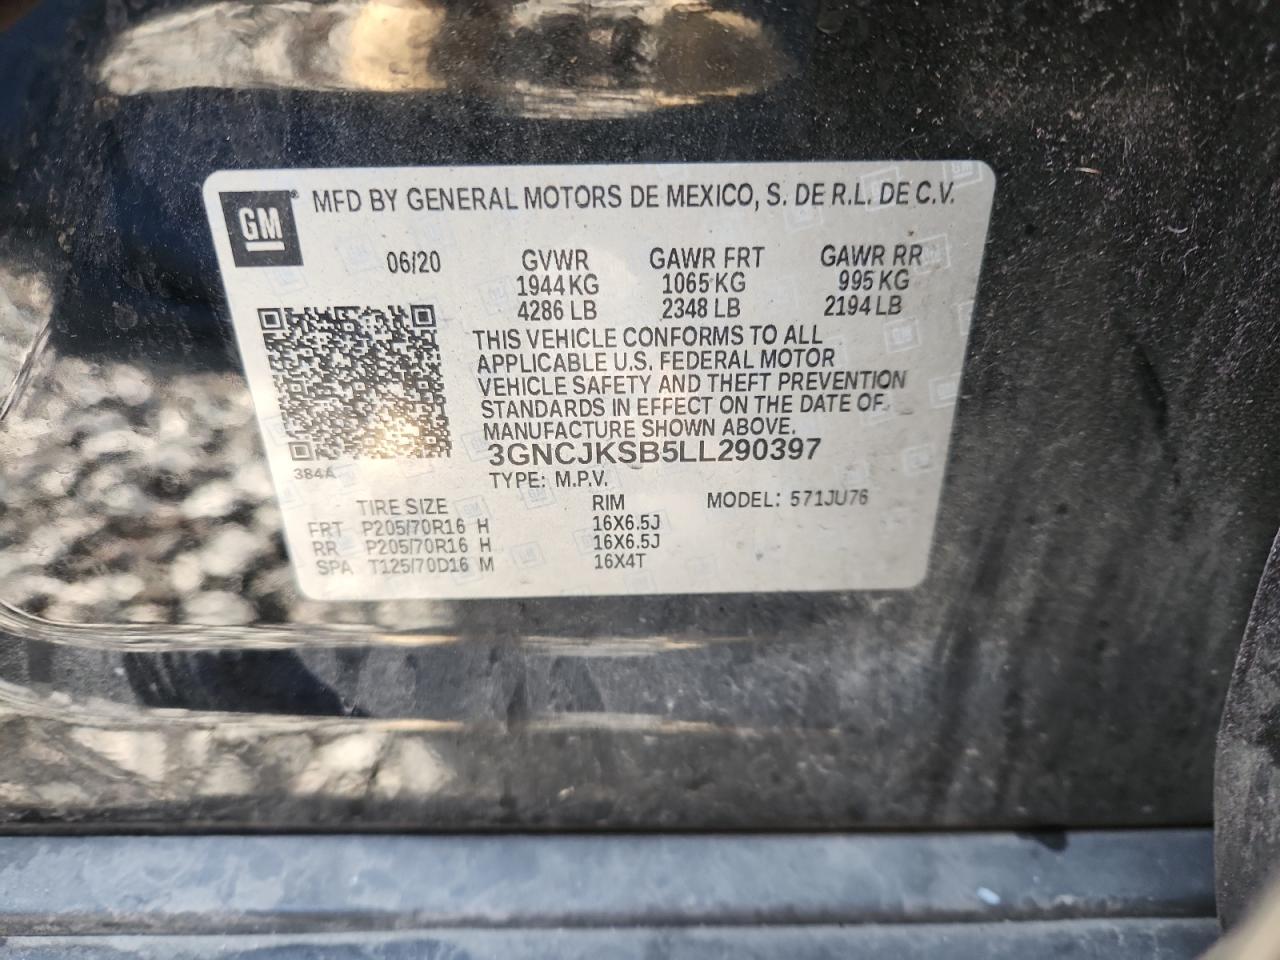 GM® MFD BY GENERAL MOTORS DE MEXICO, S. DE R.L. DE C.V.
06/20 GVWR GAWR FRT GAWR RR
1944 KG 1065 KG 995 KG
4286 LB 2348 LB 2194 LB
THIS VEHICLE CONFORMS TO ALL
APPLICABLE U.S. FEDERAL MOTOR
VEHICLE SAFETY AND THEFT PREVENTION
STANDARDS IN EFFECT ON THE DATE OF
MANUFACTURE SHOWN ABOVE.
3GNCJKSB5LL290397
384A
TYPE: M.P.V.
TIRE SIZE RIM MODEL: 571JU76
FRT P205/70R16 H 16X6.5J
RR P205/70R16 H 16X6.5J
SPA T125/70D16 M 16X4T